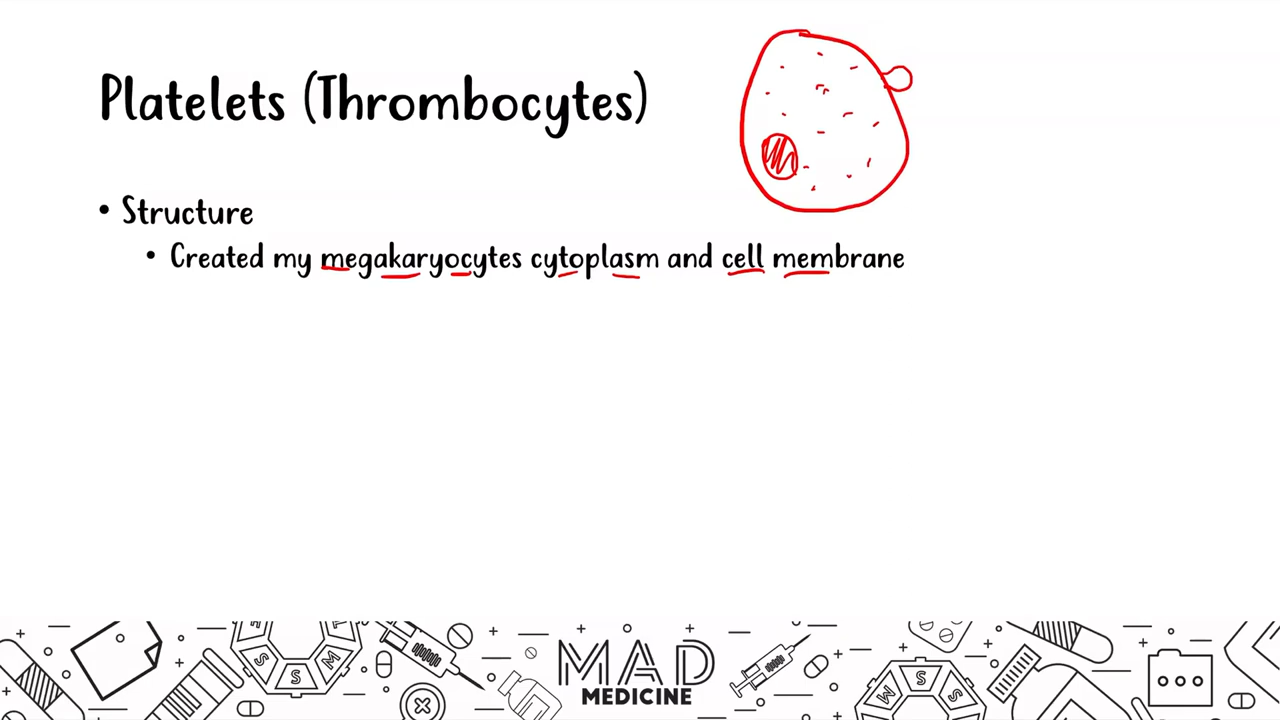 Platelets (Thrombocytes)
• Structure
• Created my megakaryocytes cytoplasm and cell membrane
S
S
M
M
S
S
MAD
MEDICINE